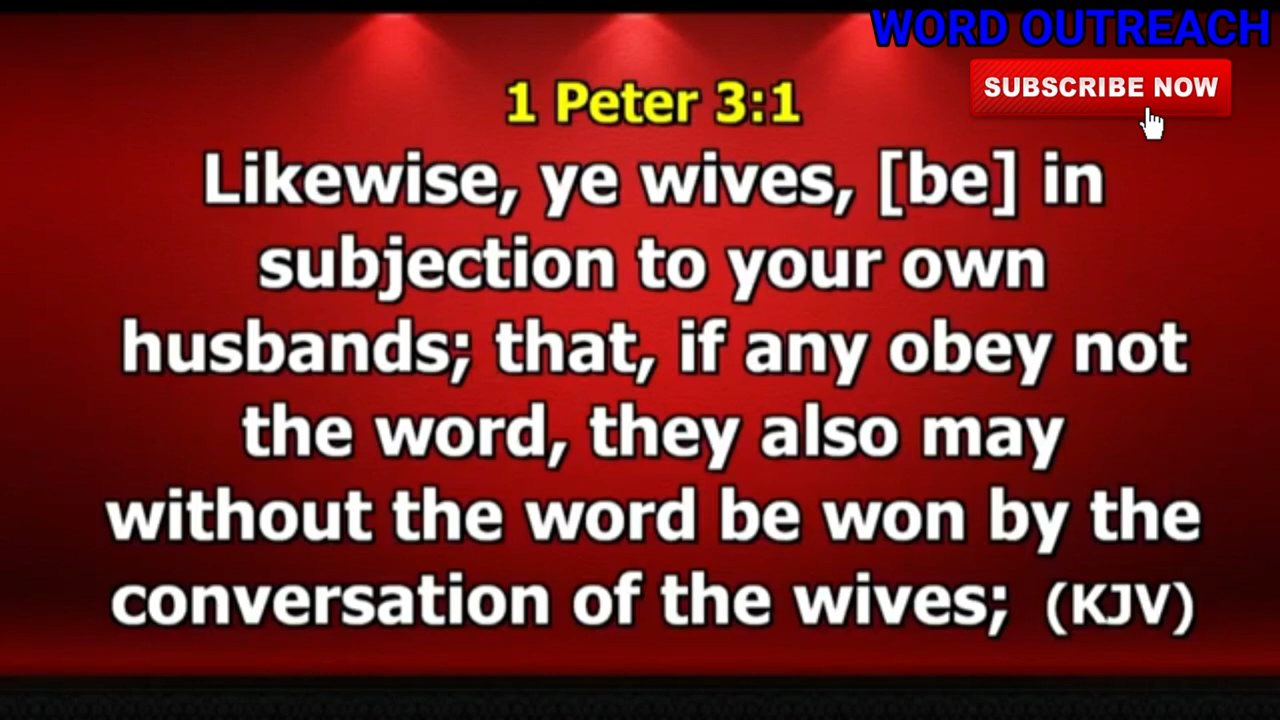 WORD OUTREACH
SUBSCRIBE NOW
1 Peter 3:1
Likewise, ye wives, [be] in
subjection to your own
husbands; that, if any obey not
the word, they also may
without the word be won by the
conversation of the wives; (KJV)